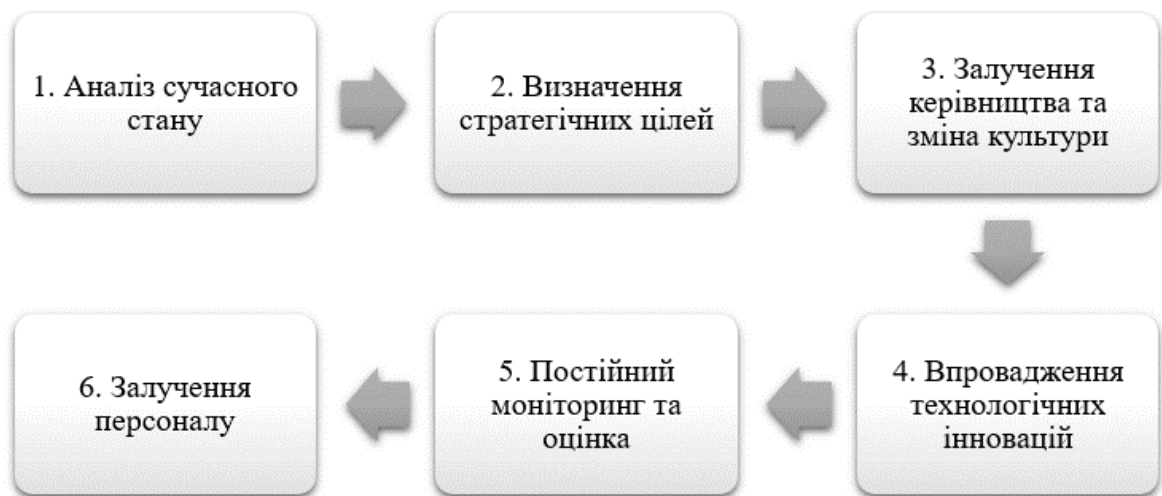 1. Аналіз сучасного
стану
2. Визначення
стратегічних цілей
3. Залучення
керівництва та
зміна культури
4. Впровадження
технологічних
інновацій
5. Постійний
моніторинг та
оцінка
6. Залучення
персоналу